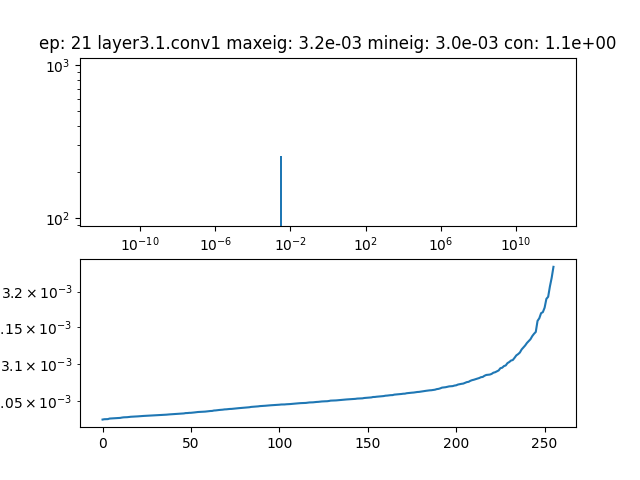 ep: 21 layer3.1.conv1 maxeig: 3.2e-03 mineig: 3.0e-03 con: 1.1e+00
10³
10²
10⁻¹⁰ 10⁻⁶ 10⁻² 10² 10⁶ 10¹⁰
3.2 × 10⁻³
.15 × 10⁻³
3.1 × 10⁻³
.05 × 10⁻³
0 50 100 150 200 250